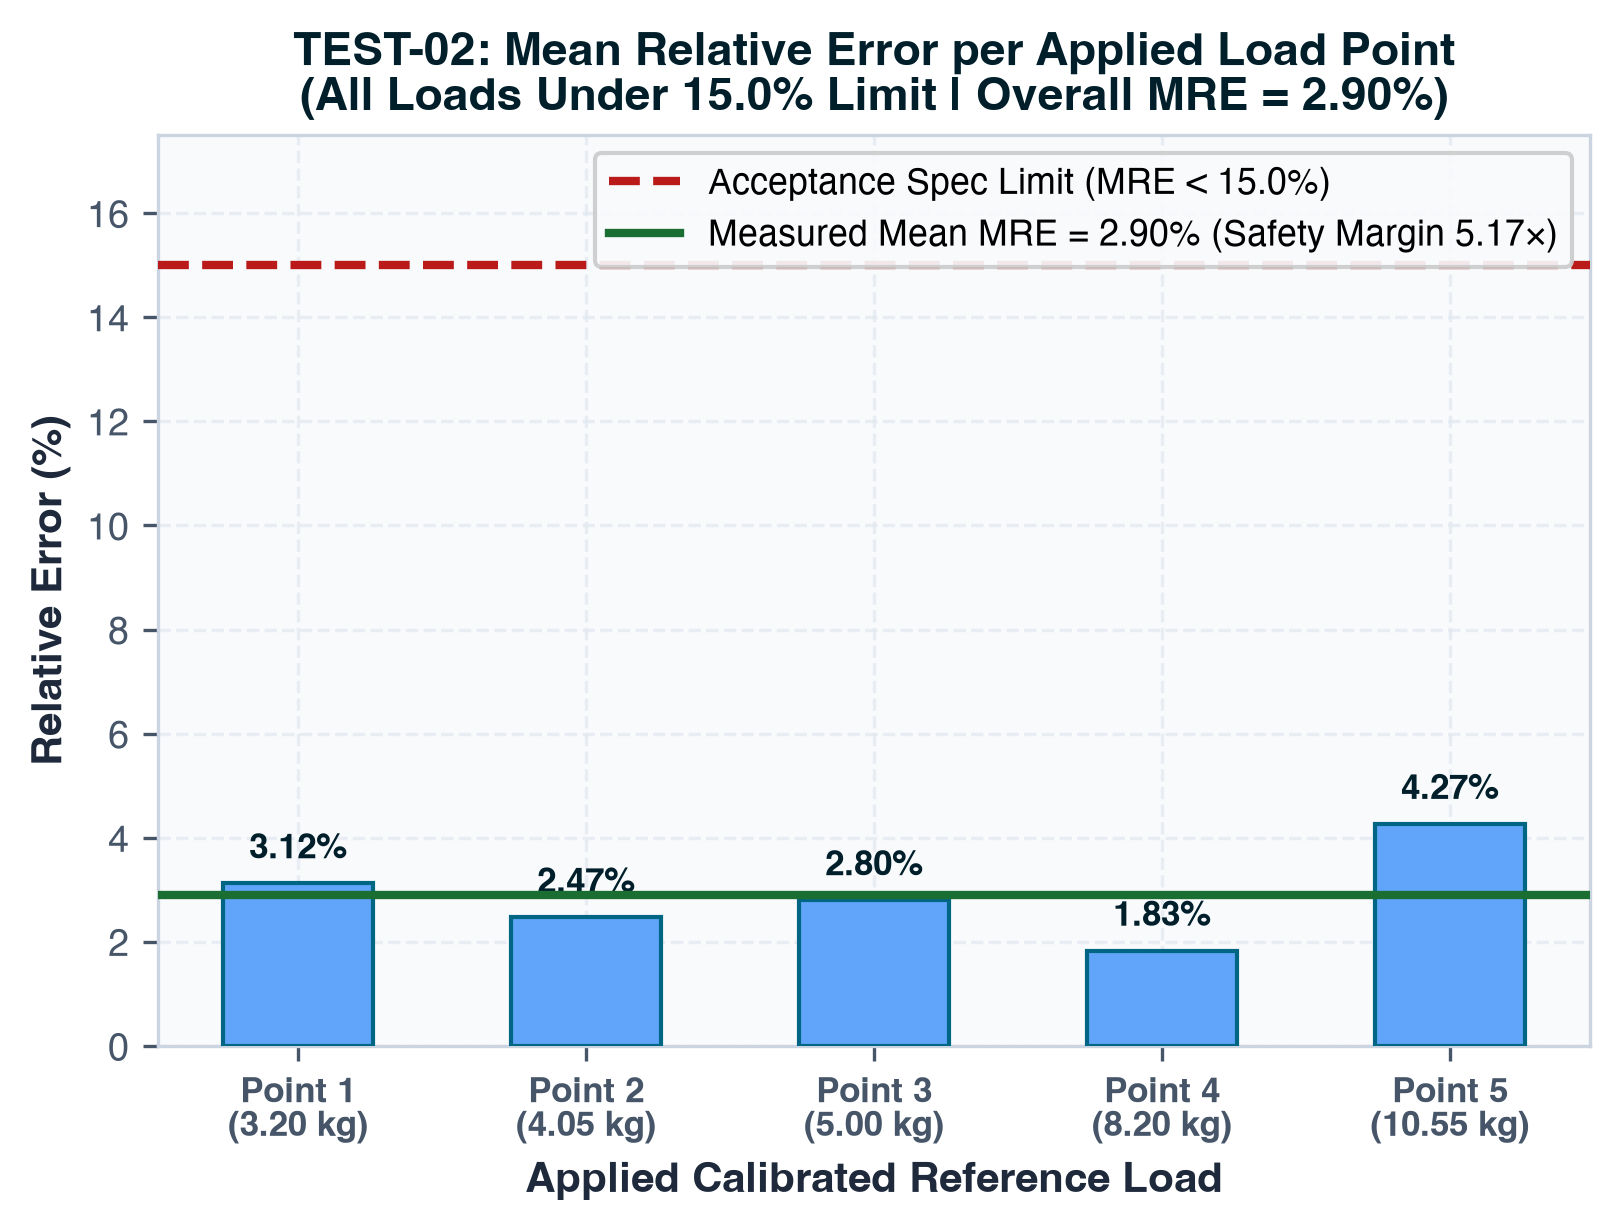 TEST-02: Mean Relative Error per Applied Load Point
(All Loads Under 15.0% Limit | Overall MRE = 2.90%)
Acceptance Spec Limit (MRE < 15.0%)
Measured Mean MRE = 2.90% (Safety Margin 5.17×)
Relative Error (%)
16
14
12
10
8
6
4
2
0
3.12%
2.47%
2.80%
1.83%
4.27%
Point 1
(3.20 kg)
Point 2
(4.05 kg)
Point 3
(5.00 kg)
Point 4
(8.20 kg)
Point 5
(10.55 kg)
Applied Calibrated Reference Load